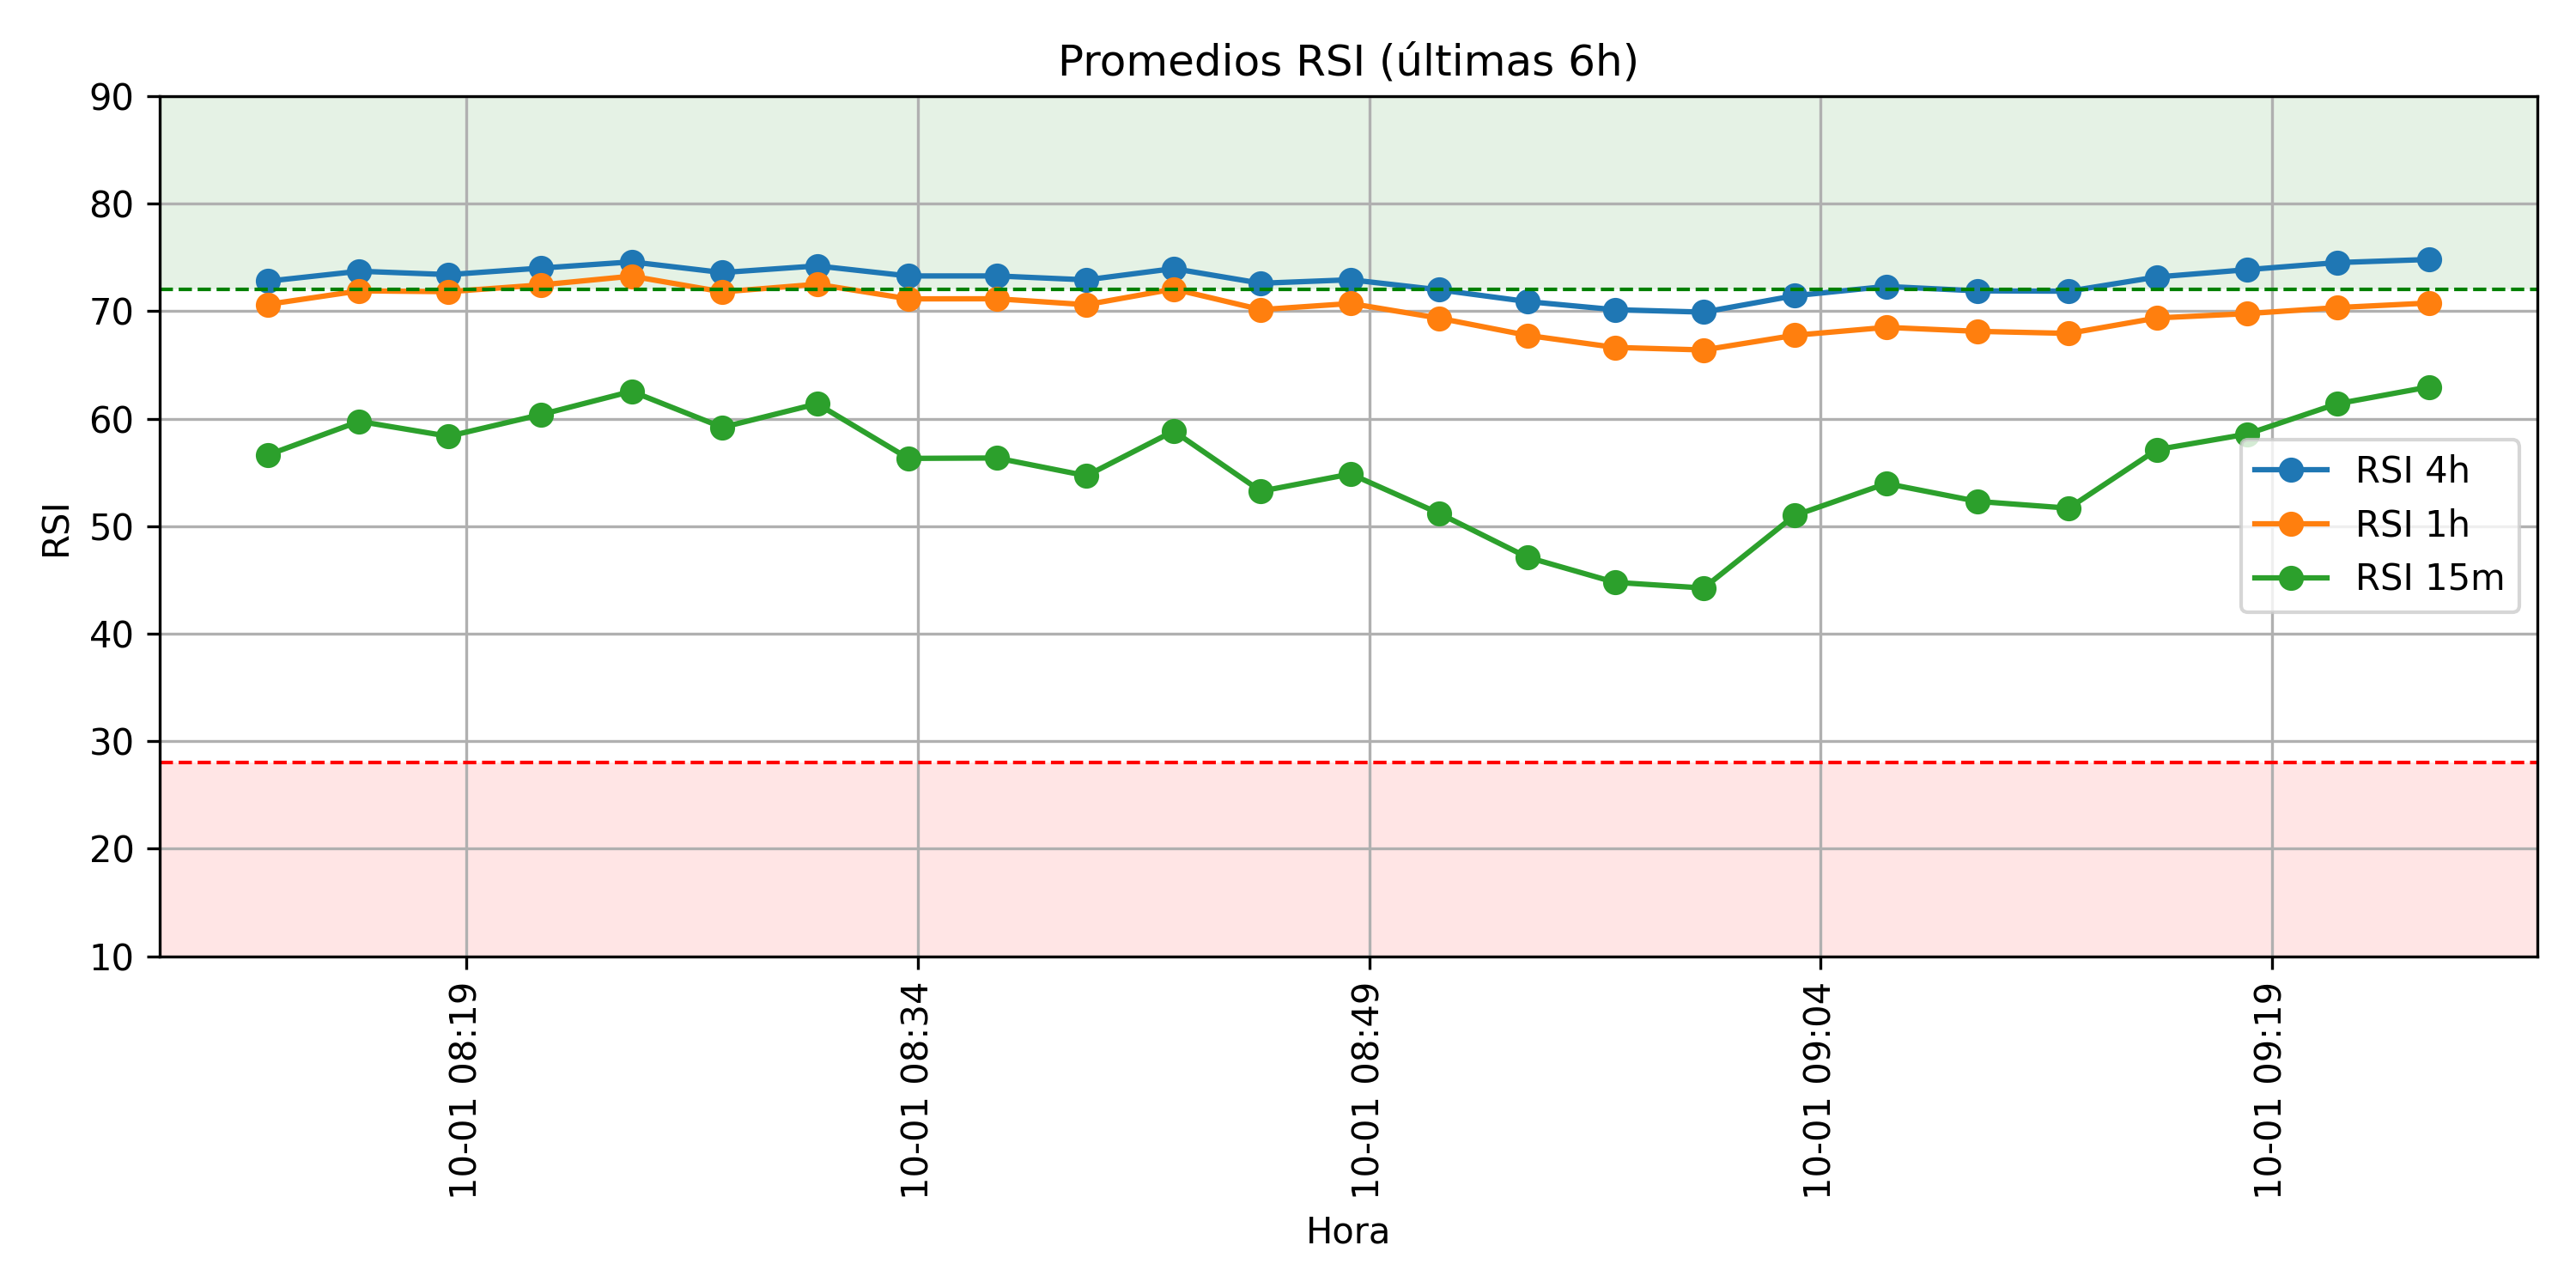 Promedios RSI (últimas 6h)
90
80
70
60
50
40
30
20
10
RSI
RSI 4h
RSI 1h
RSI 15m
10-01 08:19
10-01 08:34
10-01 08:49
10-01 09:04
10-01 09:19
Hora